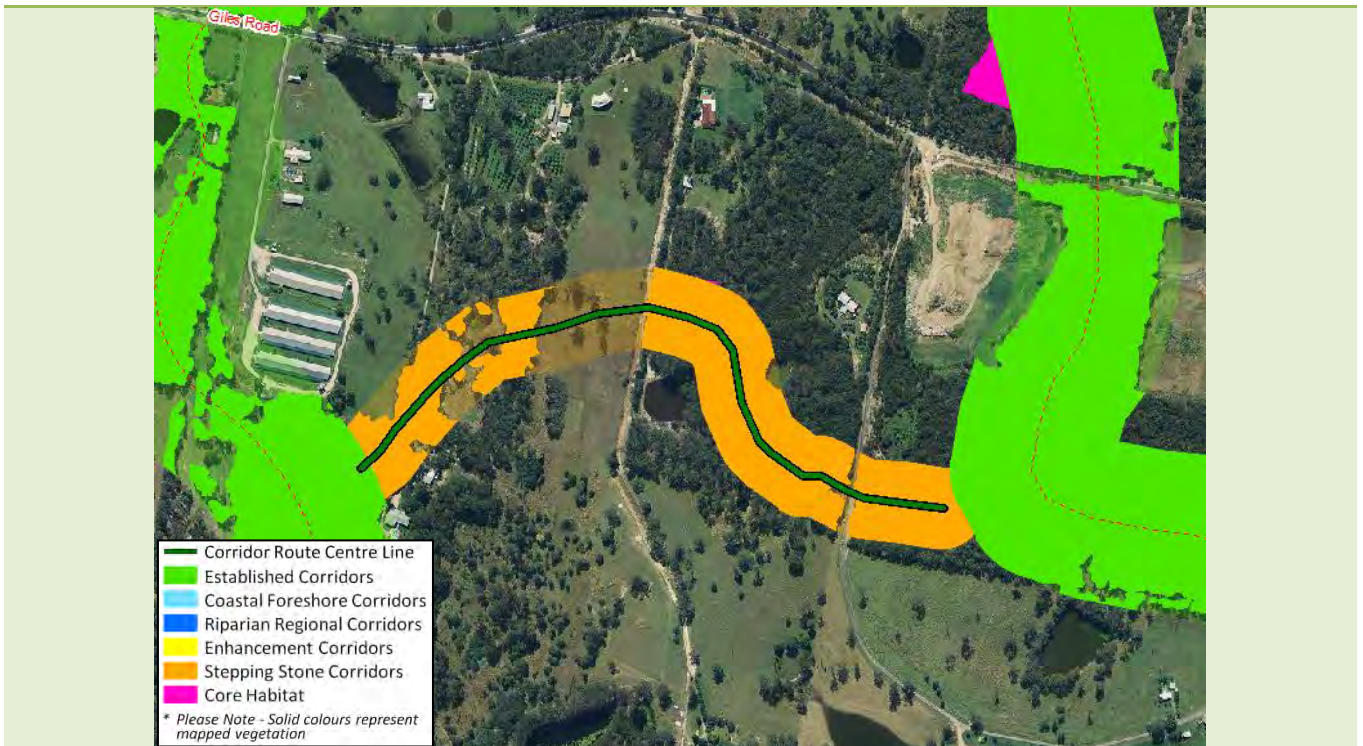 Giles Road
Corridor Route Centre Line
Established Corridors
Coastal Foreshore Corridors
Riparian Regional Corridors
Enhancement Corridors
Stepping Stone Corridors
Core Habitat
* Please Note - Solid colours represent
mapped vegetation